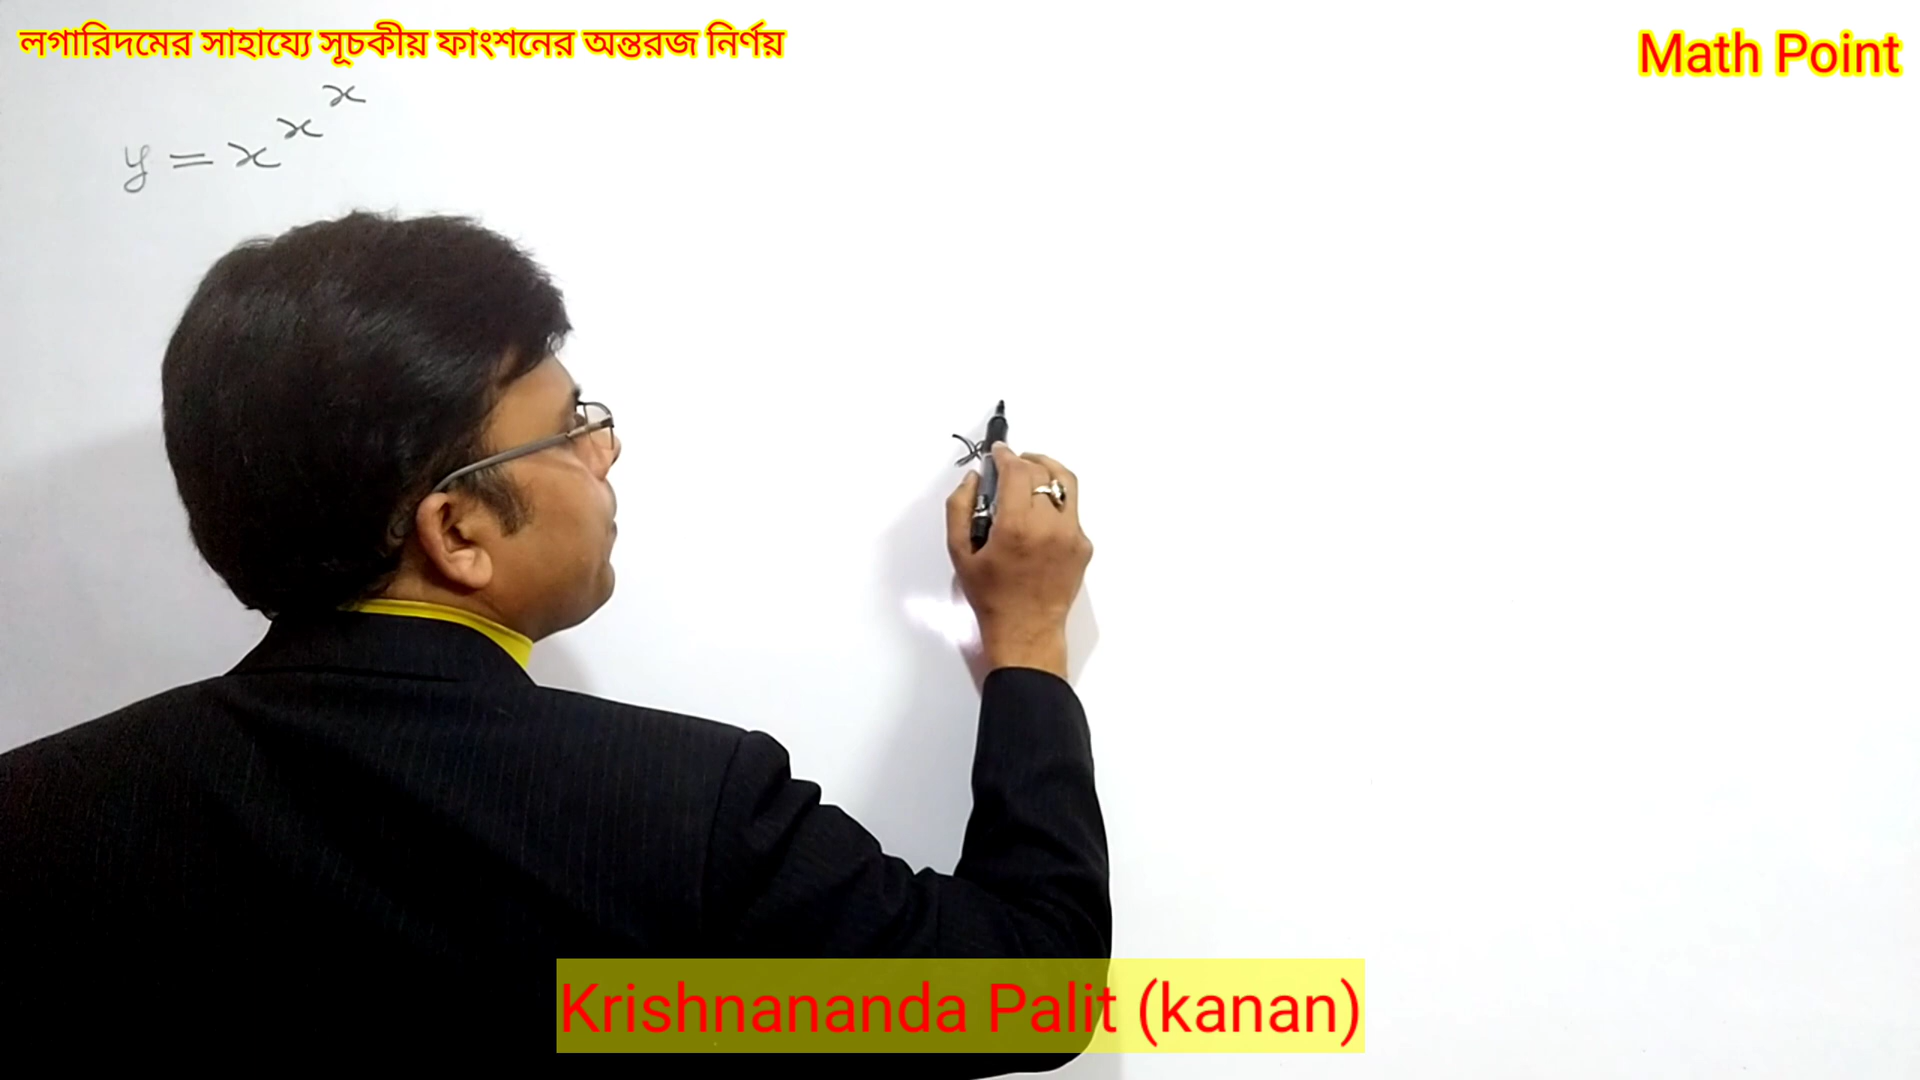 লগারিদমের সাহায্যে সূচকীয় ফাংশনের অন্তরজ নির্ণয়
Math Point
y = x^x^x
x
Krishnananda Palit (kanan)